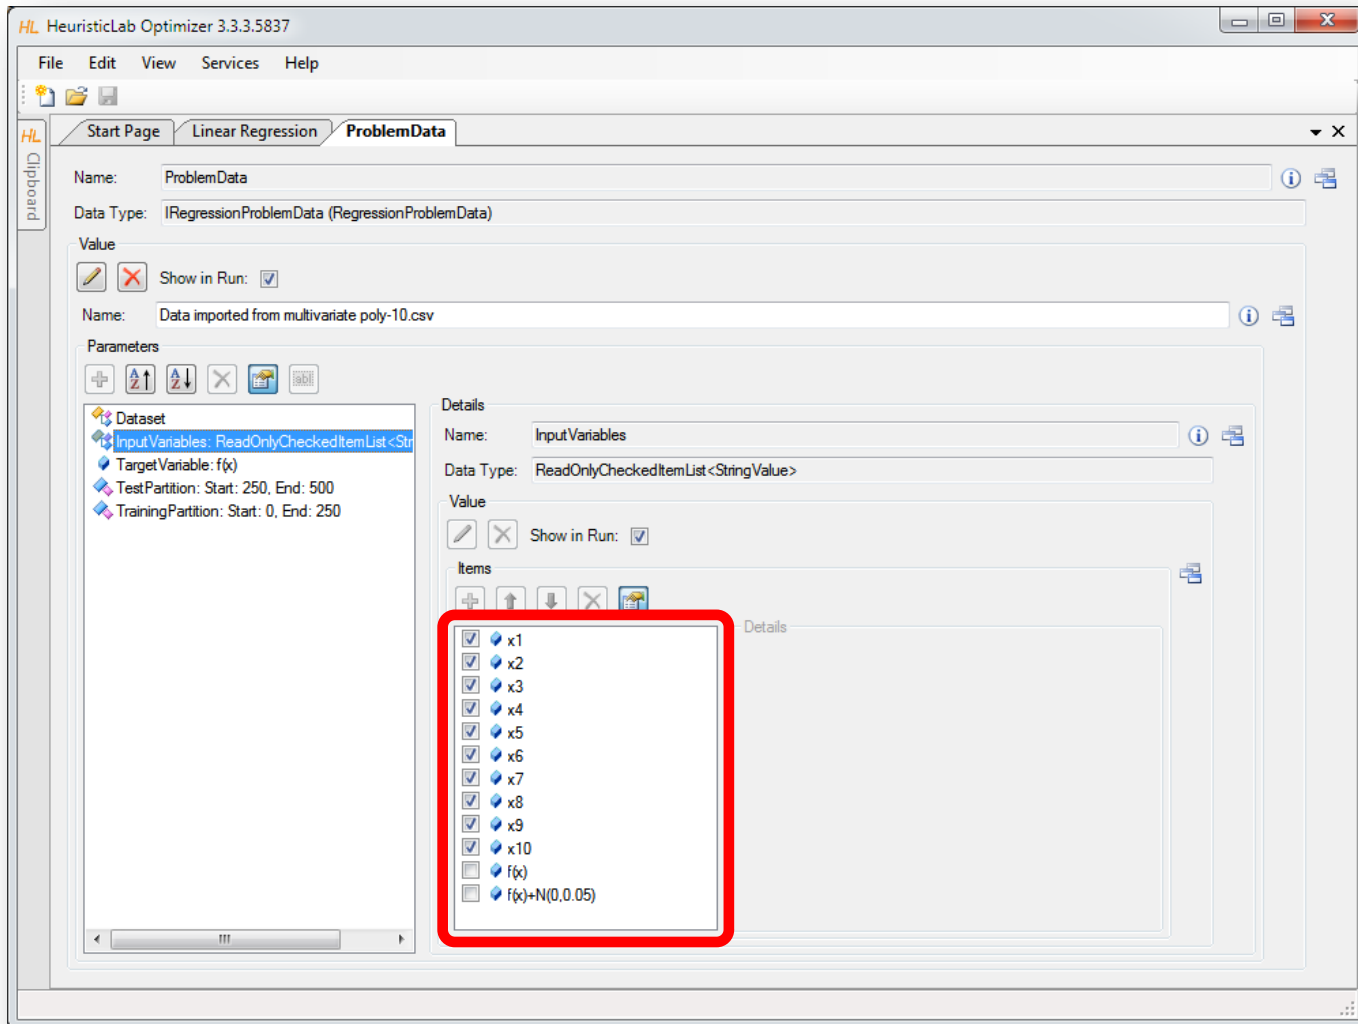 HL HeuristicLab Optimizer 3.3.3.5837
File Edit View Services Help
HL Clipboard
Start Page Linear Regression ProblemData
Name: ProblemData
Data Type: IRegressionProblemData (RegressionProblemData)
Value
Show in Run:
Name: Data imported from multivariate poly-10.csv
Parameters
Dataset
InputVariables: ReadOnlyCheckedItemList<Str
TargetVariable: f(x)
TestPartition: Start: 250, End: 500
TrainingPartition: Start: 0, End: 250
Details
Name: InputVariables
Data Type: ReadOnlyCheckedItemList<StringValue>
Value
Show in Run:
Items
x1
x2
x3
x4
x5
x6
x7
x8
x9
x10
f(x)
f(x)+N(0,0.05)
Details